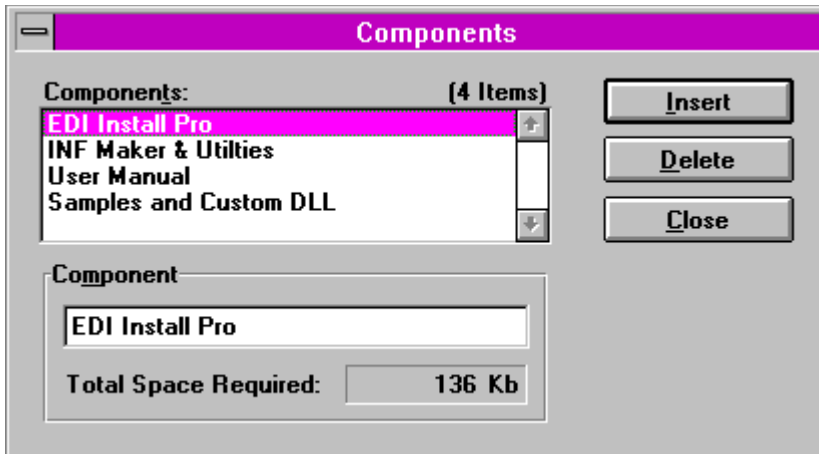 Components
Components: (4 Items)
EDI Install Pro
INF Maker & Utilties
User Manual
Samples and Custom DLL
Insert
Delete
Close
Component
EDI Install Pro
Total Space Required: 136 Kb